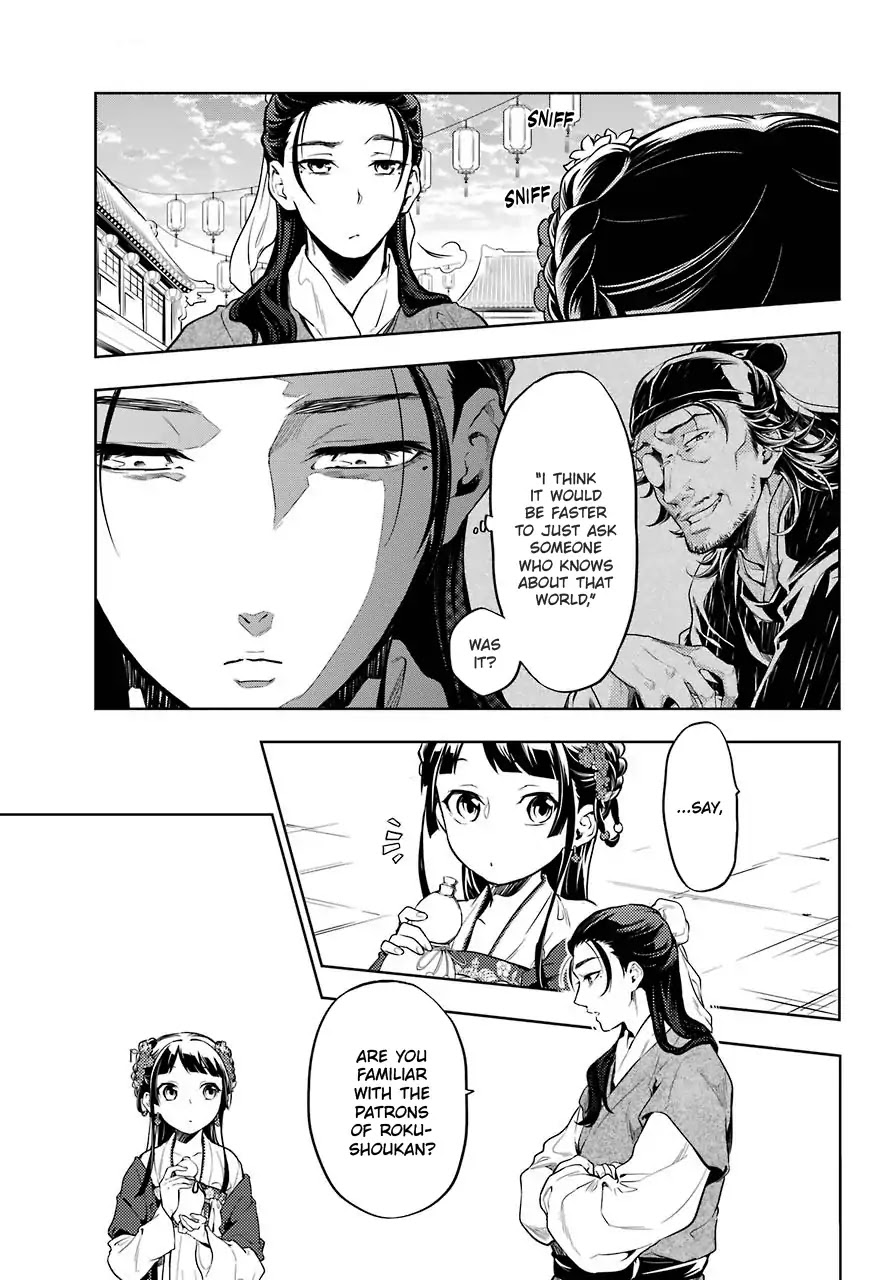 SNIFF
SNIFF
"I THINK
IT WOULD
BE FASTER
TO JUST ASK
SOMEONE
WHO KNOWS
ABOUT THAT
WORLD,"
WAS
IT?
...SAY,
ARE YOU
FAMILIAR
WITH THE
PATRONS
OF ROKU-
SHOUKAN?